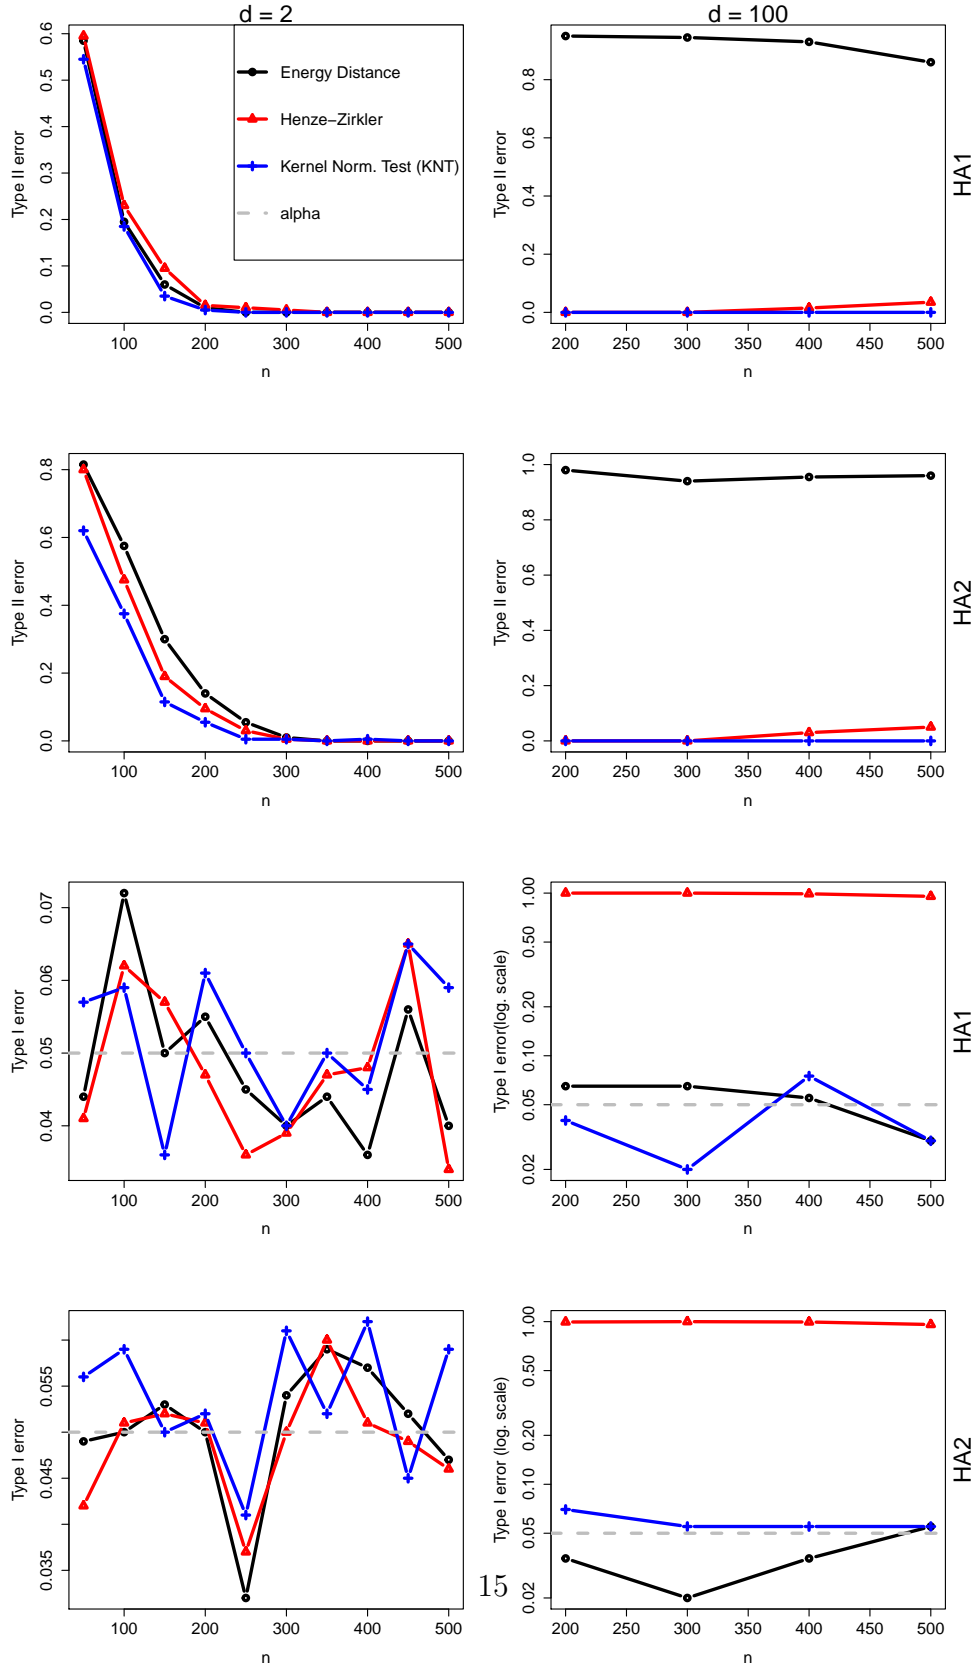 d = 2
d = 100
Type II error
0.0 0.1 0.2 0.3 0.4 0.5 0.6
Energy Distance
Henze−Zirkler
Kernel Norm. Test (KNT)
alpha
100 200 300 400 500
n
Type II error
0.0 0.2 0.4 0.6 0.8
200 250 300 350 400 450 500
n
HA1
Type II error
0.0 0.2 0.4 0.6 0.8
100 200 300 400 500
n
Type II error
0.0 0.2 0.4 0.6 0.8 1.0
200 250 300 350 400 450 500
n
HA2
Type I error
0.04 0.05 0.06 0.07
100 200 300 400 500
n
Type I error(log. scale)
0.02 0.05 0.10 0.20 0.50 1.00
200 250 300 350 400 450 500
n
HA1
Type I error
0.035 0.045 0.055
100 200 300 400 500
n
Type I error (log. scale)
0.02 0.05 0.10 0.20 0.50 1.00
200 250 300 350 400 450 500
n
HA2
15